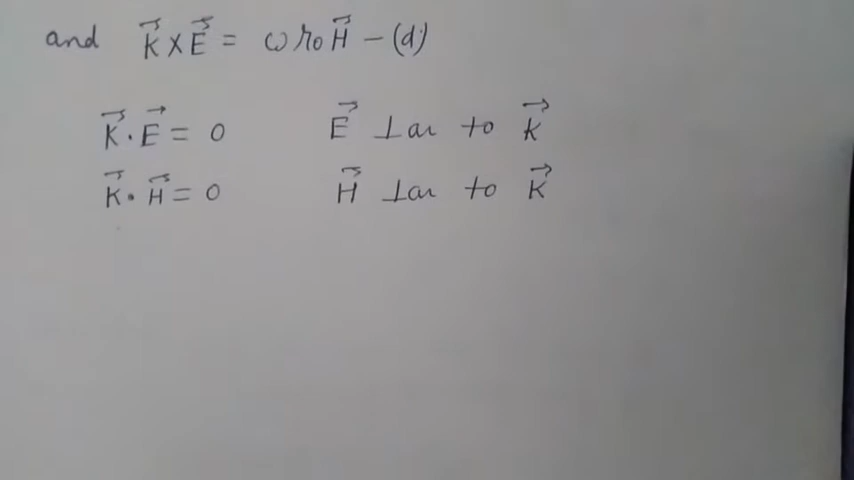 and K⃗ × E⃗ = ωμ₀H⃗ – (d)
K⃗ · E⃗ = 0 E⃗ ⊥ar to K⃗
K⃗ · H⃗ = 0 H⃗ ⊥ar to K⃗